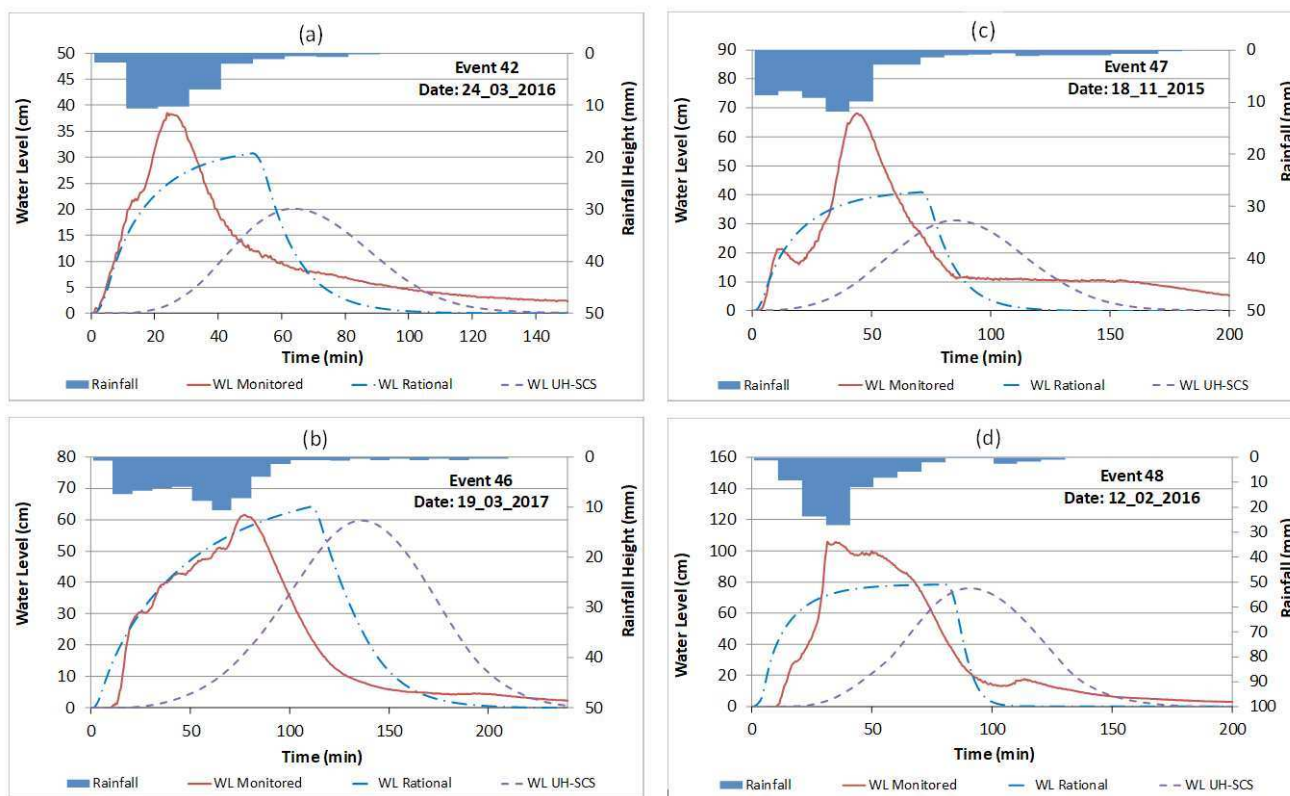 (a)
Event 42
Date: 24_03_2016
Water Level (cm)
50
45
40
35
30
25
20
15
10
5
0
0 20 40 60 80 100 120 140
Time (min)
0
10
20
30
40
50
Rainfall Height (mm)
Rainfall WL Monitored WL Rational WL UH-SCS
(c)
Event 47
Date: 18_11_2015
Water Level (cm)
90
80
70
60
50
40
30
20
10
0
0 50 100 150 200
Time (min)
0
10
20
30
40
50
Rainfall (mm)
Rainfall WL Monitored WL Rational WL UH-SCS
(b)
Event 46
Date: 19_03_2017
Water Level (cm)
80
70
60
50
40
30
20
10
0
0 50 100 150 200
Time (min)
0
10
20
30
40
50
Rainfall Height (mm)
Rainfall WL Monitored WL Rational WL UH-SCS
(d)
Event 48
Date: 12_02_2016
Water Level (cm)
160
140
120
100
80
60
40
20
0
0 50 100 150 200
Time (min)
0
10
20
30
40
50
60
70
80
90
100
Rainfall (mm)
Rainfall WL Monitored WL Rational WL UH-SCS